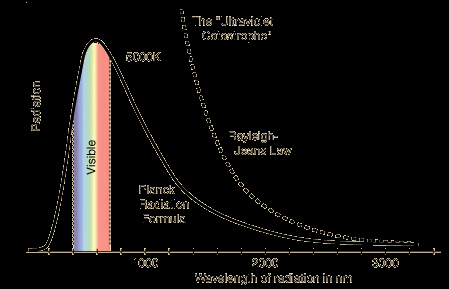 The "Ultraviolet
Catastrophe"
5000K
Radiation
Visible
Rayleigh-
Jeans Law
Planck
Radiation
Formula
1000
2000
3000
Wavelength of radiation in nm